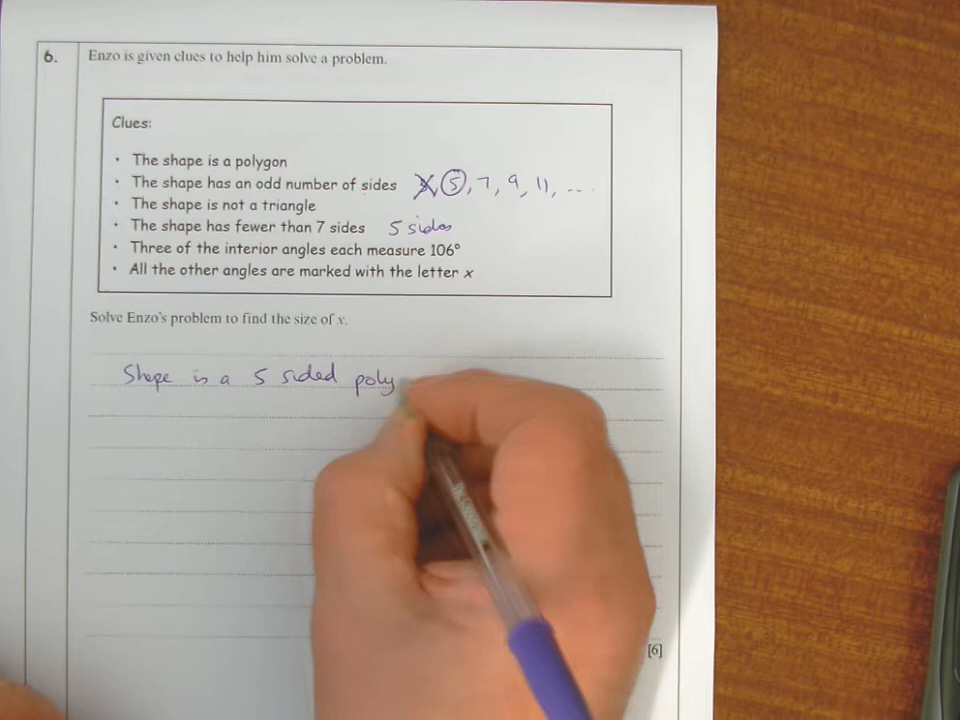 6. Enzo is given clues to help him solve a problem.
Clues:
• The shape is a polygon
• The shape has an odd number of sides 3, 5, 7, 9, 11, ...
• The shape is not a triangle
• The shape has fewer than 7 sides 5 sides
• Three of the interior angles each measure 106°
• All the other angles are marked with the letter x
Solve Enzo's problem to find the size of x.
Shape is a 5 sided poly
[6]